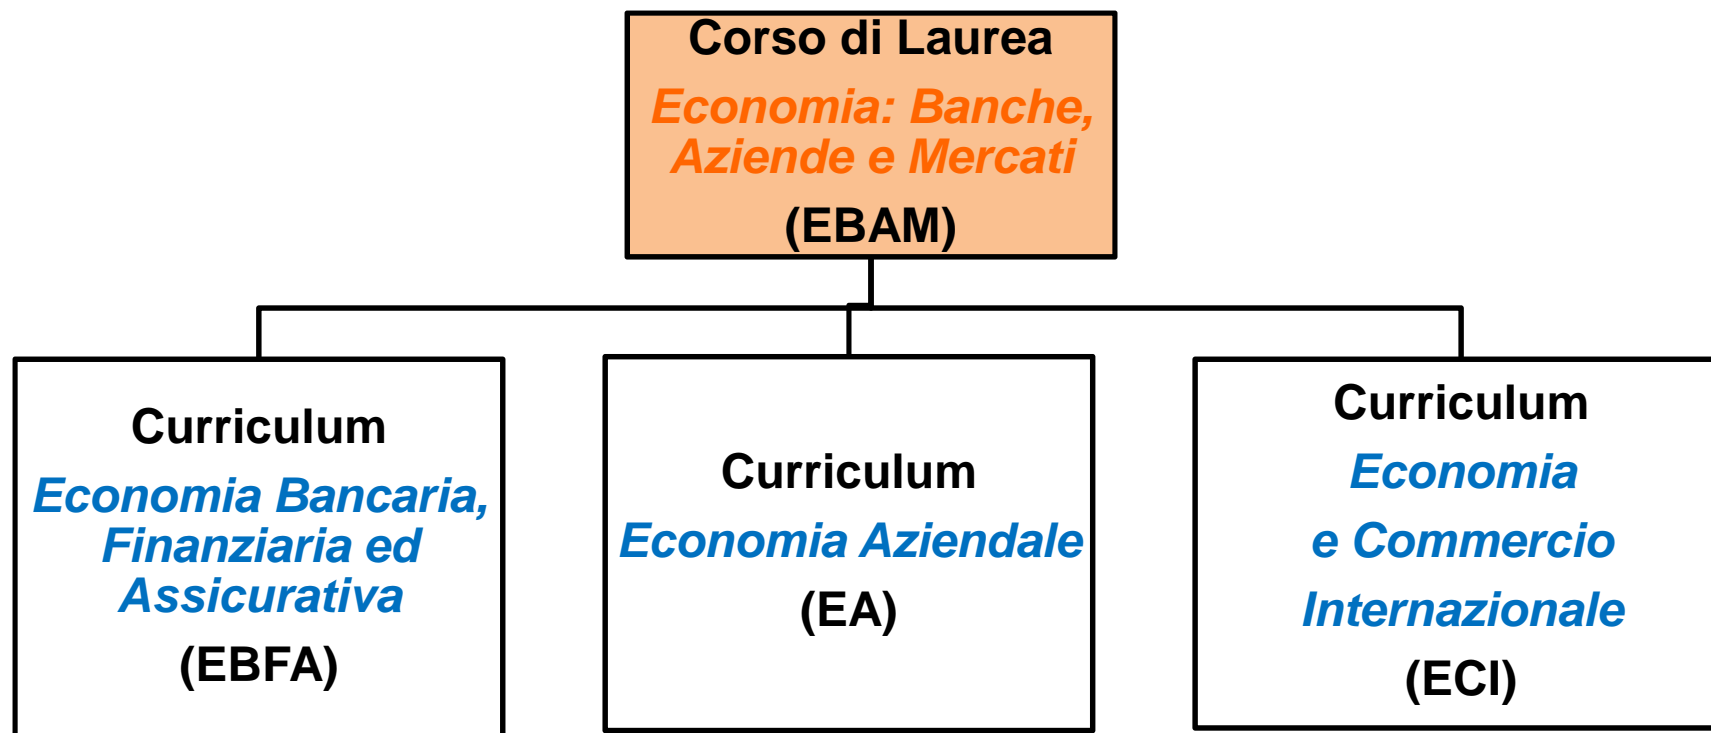 Corso di Laurea
Economia: Banche,
Aziende e Mercati
(EBAM)
Curriculum
Economia Bancaria,
Finanziaria ed
Assicurativa
(EBFA)
Curriculum
Economia Aziendale
(EA)
Curriculum
Economia
e Commercio
Internazionale
(ECI)